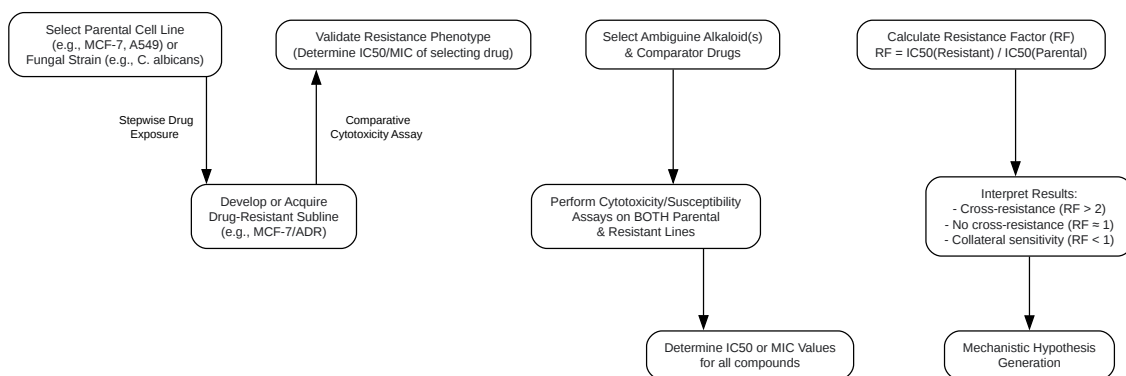 Select Parental Cell Line
(e.g., MCF-7, A549) or
Fungal Strain (e.g., C. albicans)
Stepwise Drug
Exposure
Develop or Acquire
Drug-Resistant Subline
(e.g., MCF-7/ADR)
Comparative
Cytotoxicity Assay
Validate Resistance Phenotype
(Determine IC50/MIC of selecting drug)
Select Ambiguine Alkaloid(s)
& Comparator Drugs
Perform Cytotoxicity/Susceptibility
Assays on BOTH Parental
& Resistant Lines
Determine IC50 or MIC Values
for all compounds
Calculate Resistance Factor (RF)
RF = IC50(Resistant) / IC50(Parental)
Interpret Results:
- Cross-resistance (RF > 2)
- No cross-resistance (RF ≈ 1)
- Collateral sensitivity (RF < 1)
Mechanistic Hypothesis
Generation